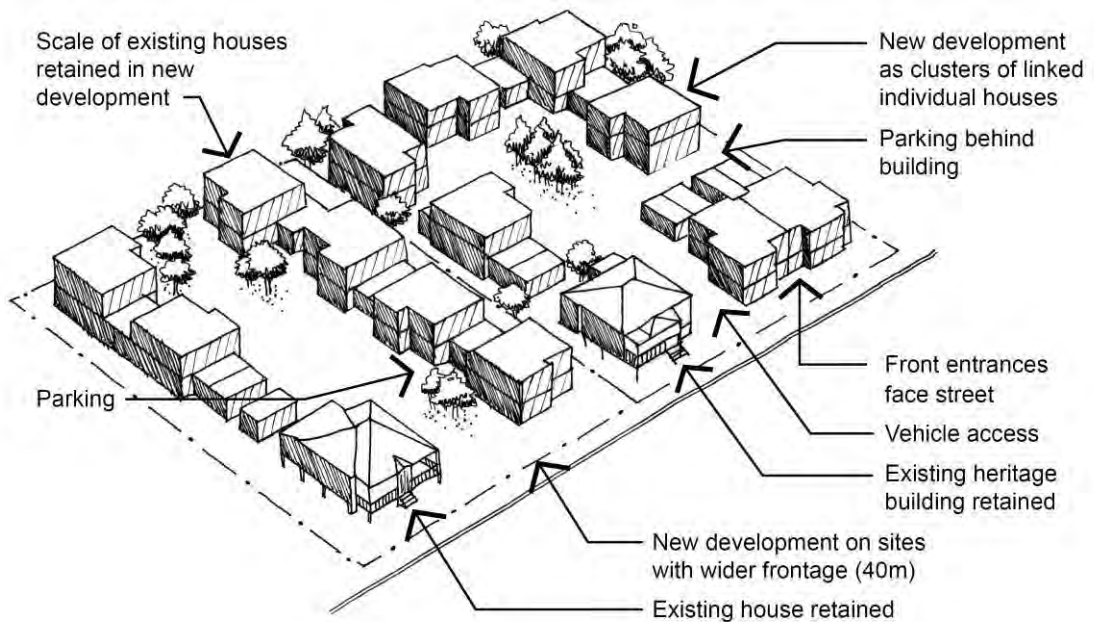 Scale of existing houses
retained in new
development
New development
as clusters of linked
individual houses
Parking behind
building
Parking
Front entrances
face street
Vehicle access
Existing heritage
building retained
New development on sites
with wider frontage (40m)
Existing house retained